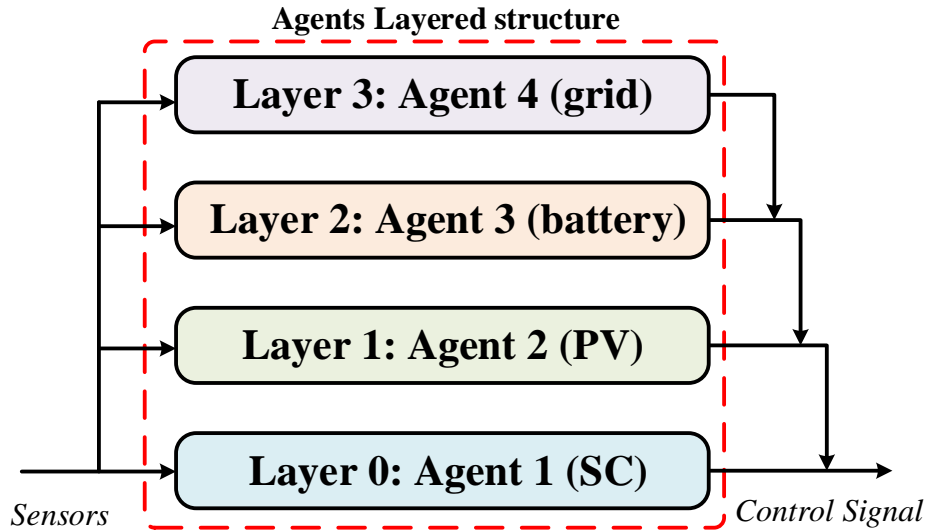 Agents Layered structure
Layer 3: Agent 4 (grid)
Layer 2: Agent 3 (battery)
Layer 1: Agent 2 (PV)
Layer 0: Agent 1 (SC)
Sensors
Control Signal